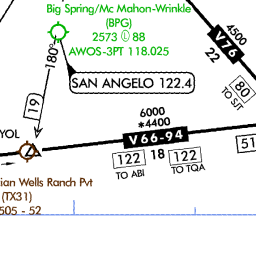 Big Spring/Mc Mahon-Wrinkle
(BPG)
2573 Ⓛ 88
AWOS-3PT 118.025
180°
4500
V76
22
SAN ANGELO 122.4
80
TO SJT
19
6000
*4400
V66-94
YOL
122
18
122
51
TO ABI
TO TQA
ian Wells Ranch Pvt
(TX31)
505 - 52